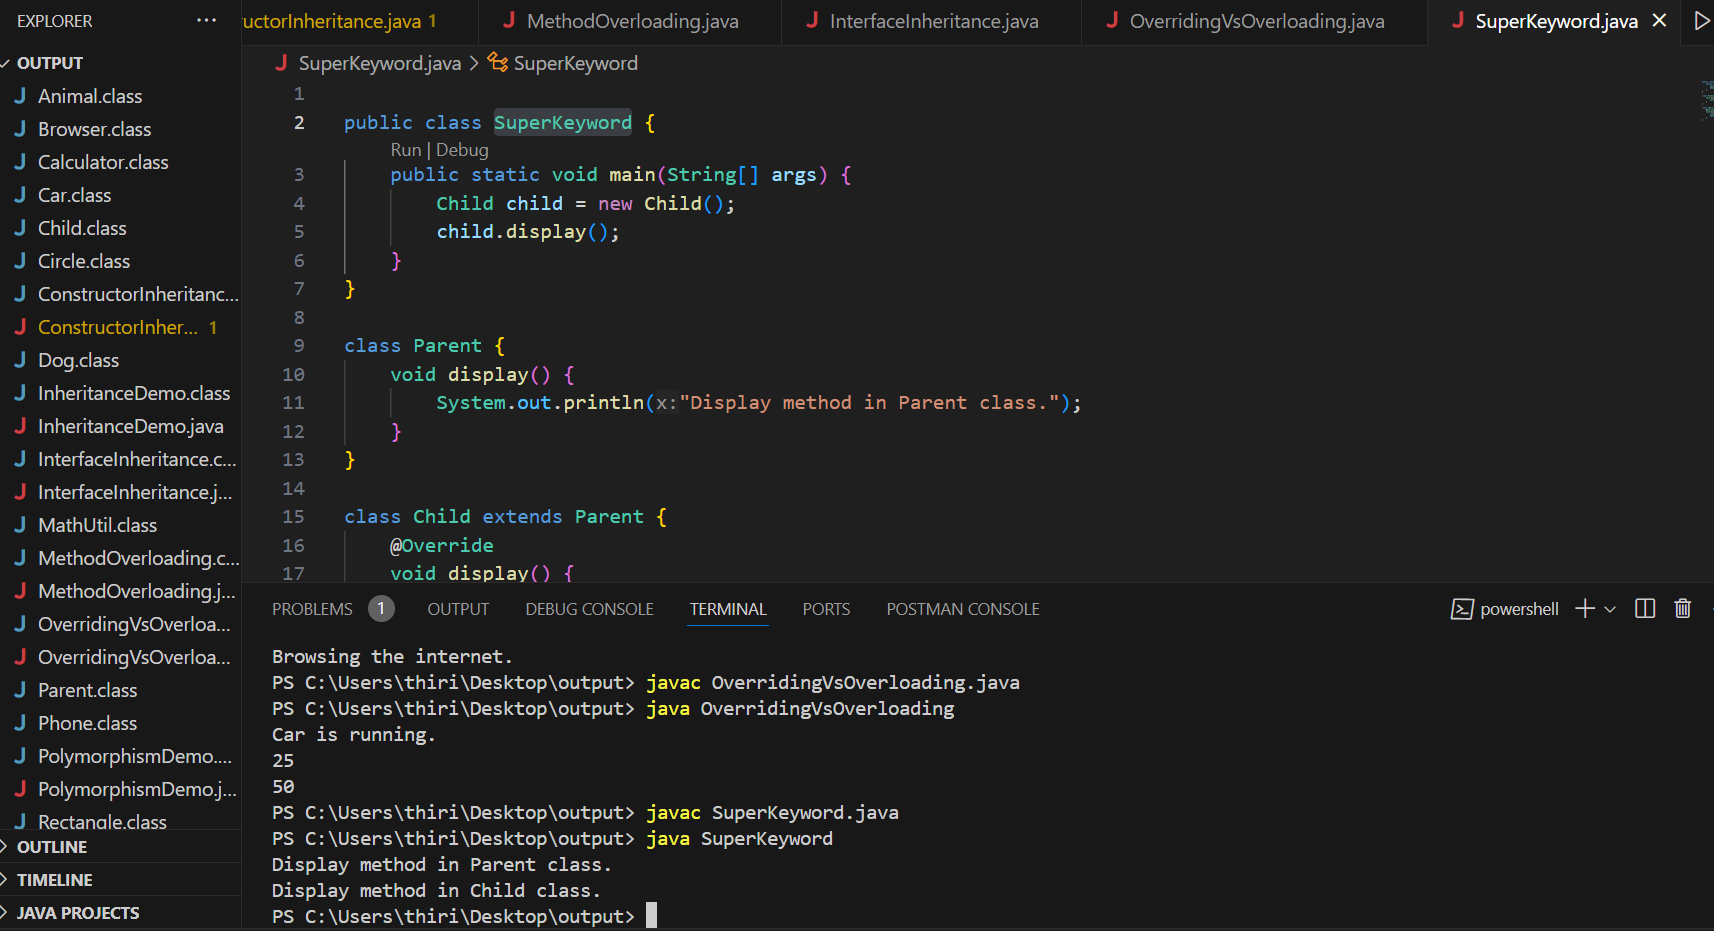 EXPLORER ...
OUTPUT
Animal.class
Browser.class
Calculator.class
Car.class
Child.class
Circle.class
ConstructorInheritanc...
ConstructorInher... 1
Dog.class
InheritanceDemo.class
InheritanceDemo.java
InterfaceInheritance.c...
InterfaceInheritance.j...
MathUtil.class
MethodOverloading.c...
MethodOverloading.j...
OverridingVsOverloa...
OverridingVsOverloa...
Parent.class
Phone.class
PolymorphismDemo....
PolymorphismDemo.j...
Rectangle.class
OUTLINE
TIMELINE
JAVA PROJECTS
uctorInheritance.java 1 J MethodOverloading.java J InterfaceInheritance.java J OverridingVsOverloading.java J SuperKeyword.java
J SuperKeyword.java > SuperKeyword
1
2 public class SuperKeyword {
Run | Debug
3 public static void main(String[] args) {
4 Child child = new Child();
5 child.display();
6 }
7 }
8
9 class Parent {
10 void display() {
11 System.out.println(x:"Display method in Parent class.");
12 }
13 }
14
15 class Child extends Parent {
16 @Override
17 void display() {
PROBLEMS 1 OUTPUT DEBUG CONSOLE TERMINAL PORTS POSTMAN CONSOLE powershell
Browsing the internet.
PS C:\Users\thiri\Desktop\output> javac OverridingVsOverloading.java
PS C:\Users\thiri\Desktop\output> java OverridingVsOverloading
Car is running.
25
50
PS C:\Users\thiri\Desktop\output> javac SuperKeyword.java
PS C:\Users\thiri\Desktop\output> java SuperKeyword
Display method in Parent class.
Display method in Child class.
PS C:\Users\thiri\Desktop\output>